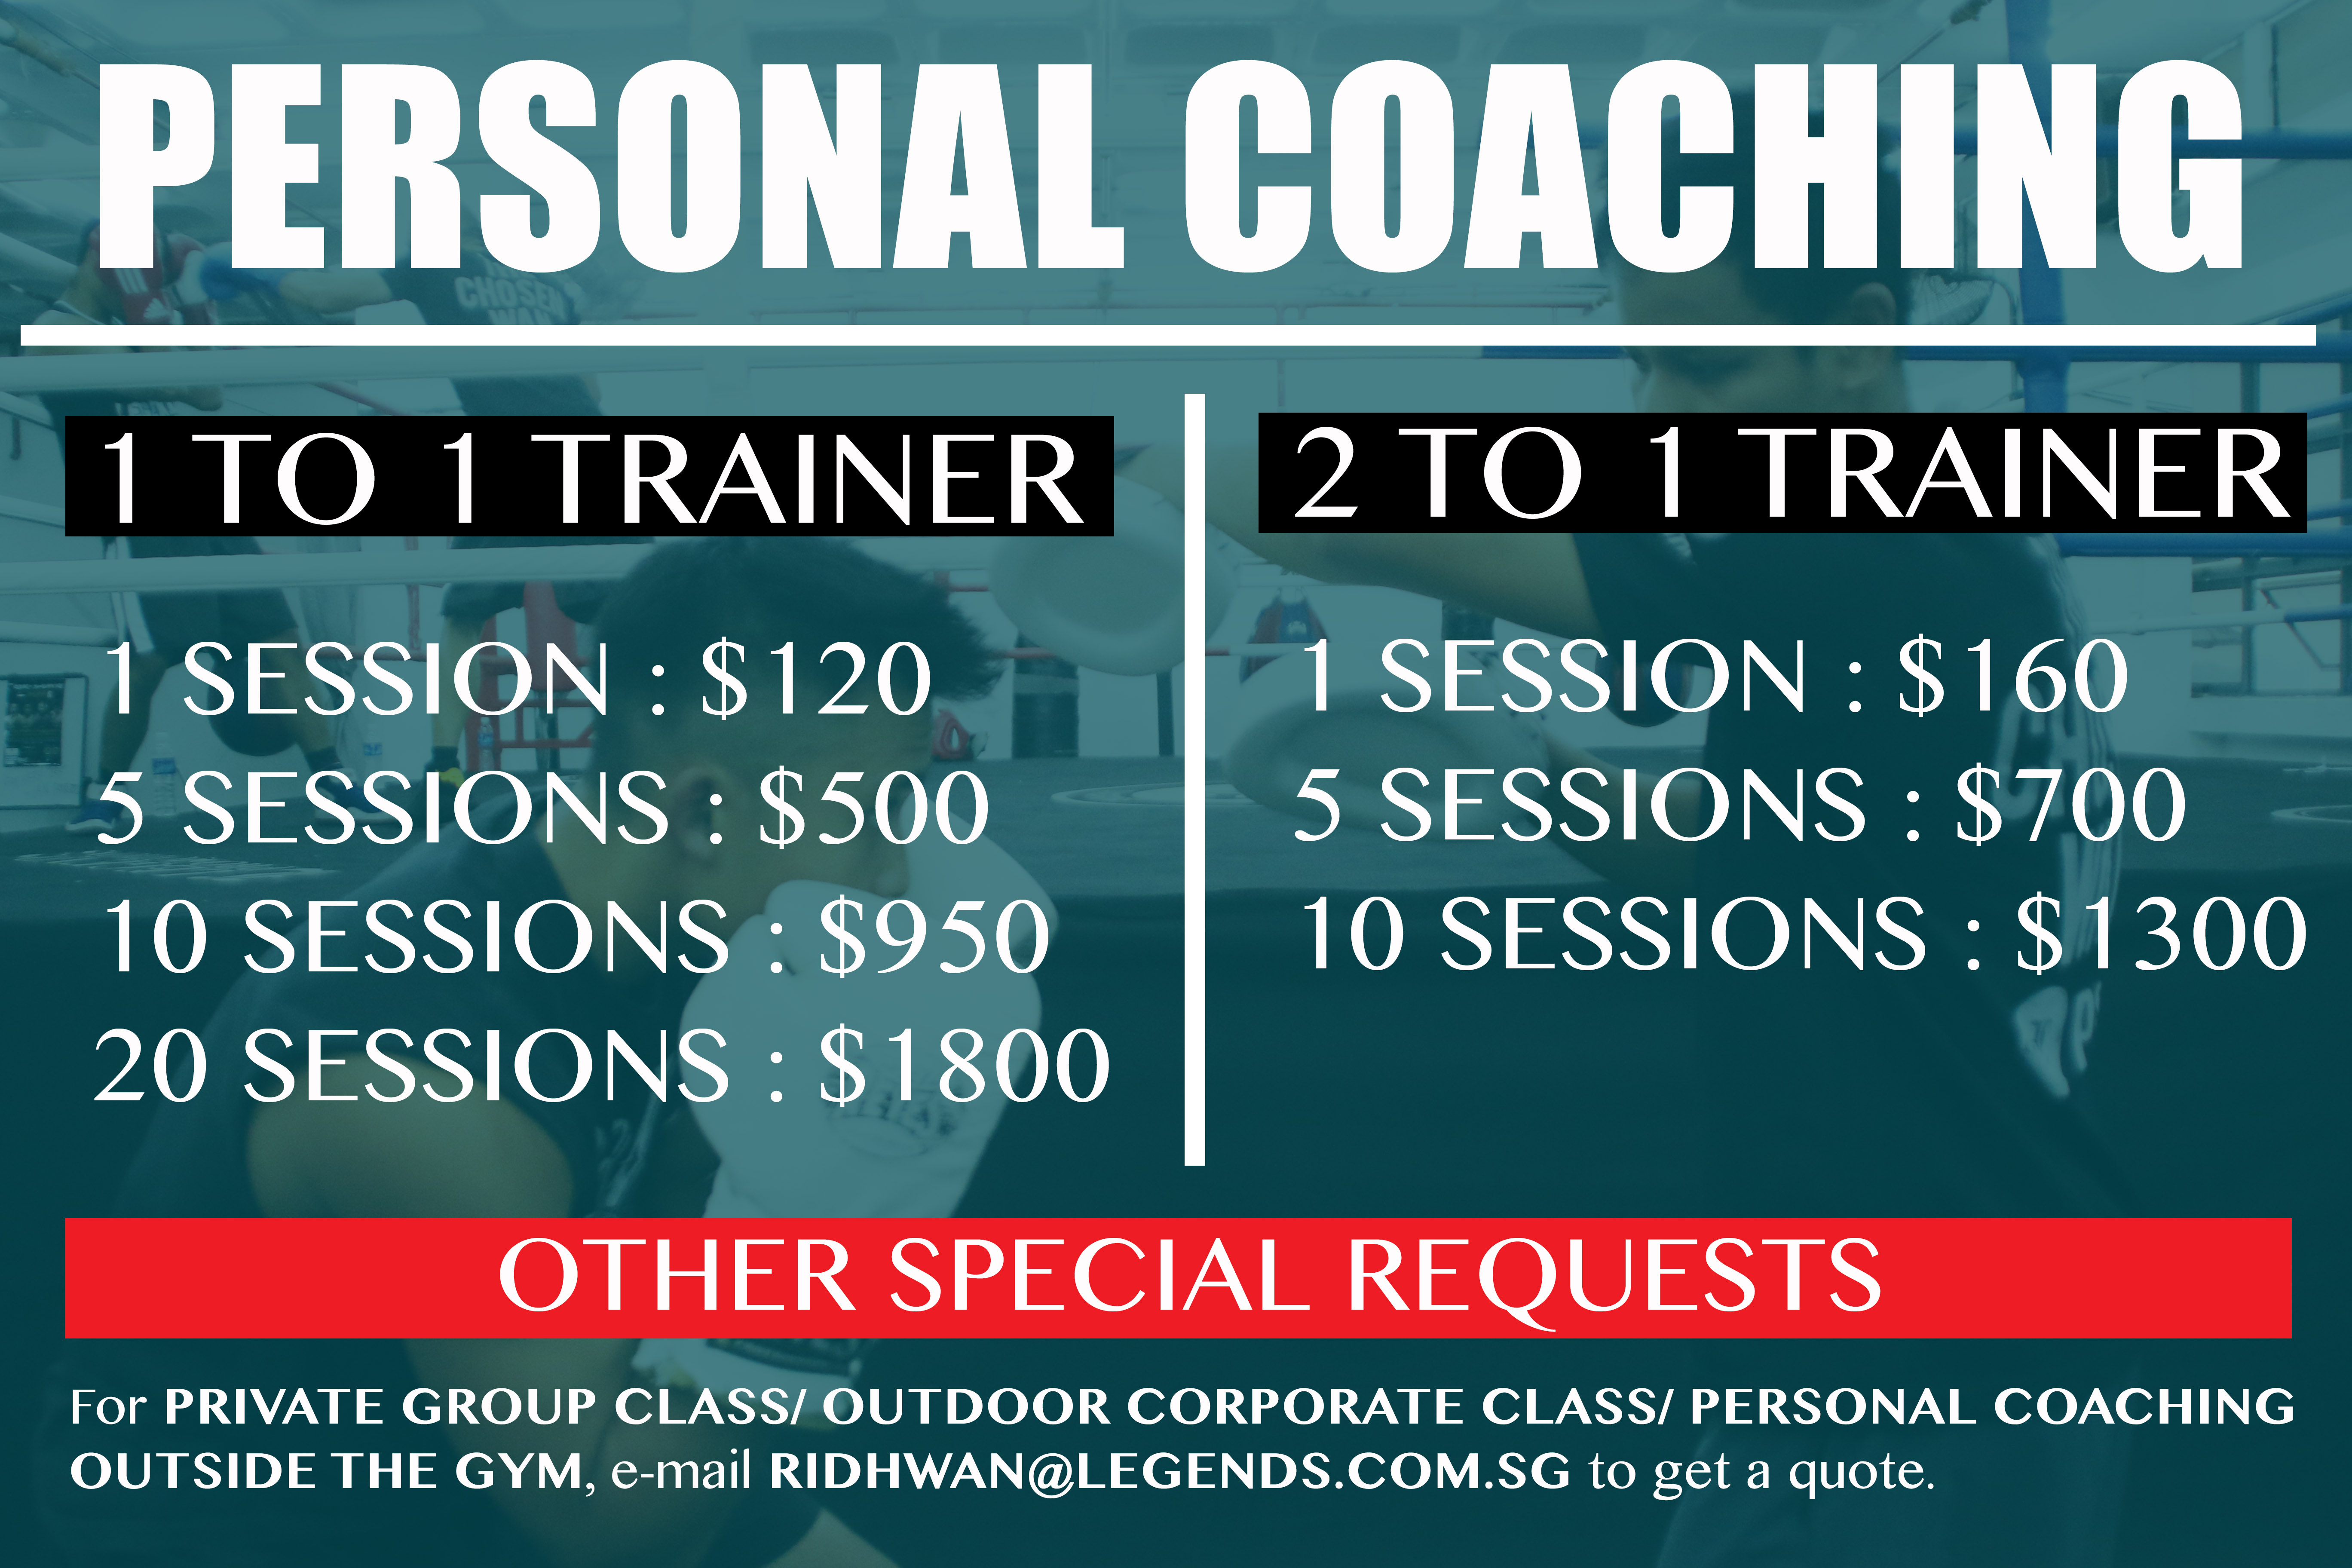 PERSONAL COACHING
1 TO 1 TRAINER
1 SESSION : $120
5 SESSIONS : $500
10 SESSIONS : $950
20 SESSIONS : $1800
2 TO 1 TRAINER
1 SESSION : $160
5 SESSIONS : $700
10 SESSIONS : $1300
OTHER SPECIAL REQUESTS
For PRIVATE GROUP CLASS/ OUTDOOR CORPORATE CLASS/ PERSONAL COACHING
OUTSIDE THE GYM, e-mail RIDHWAN@LEGENDS.COM.SG to get a quote.
CHOSEN